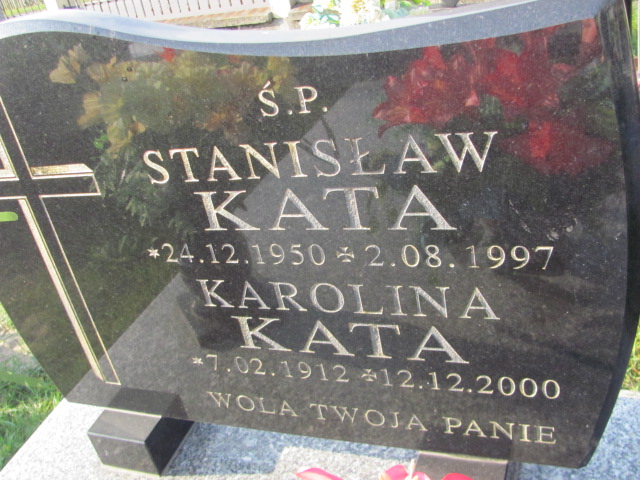 Ś.P.
STANISŁAW
KATA
*24.12.1950 ✠ 2.08.1997
KAROLINA
KATA
*7.02.1912 ✠ 12.12.2000
WOLA TWOJA PANIE